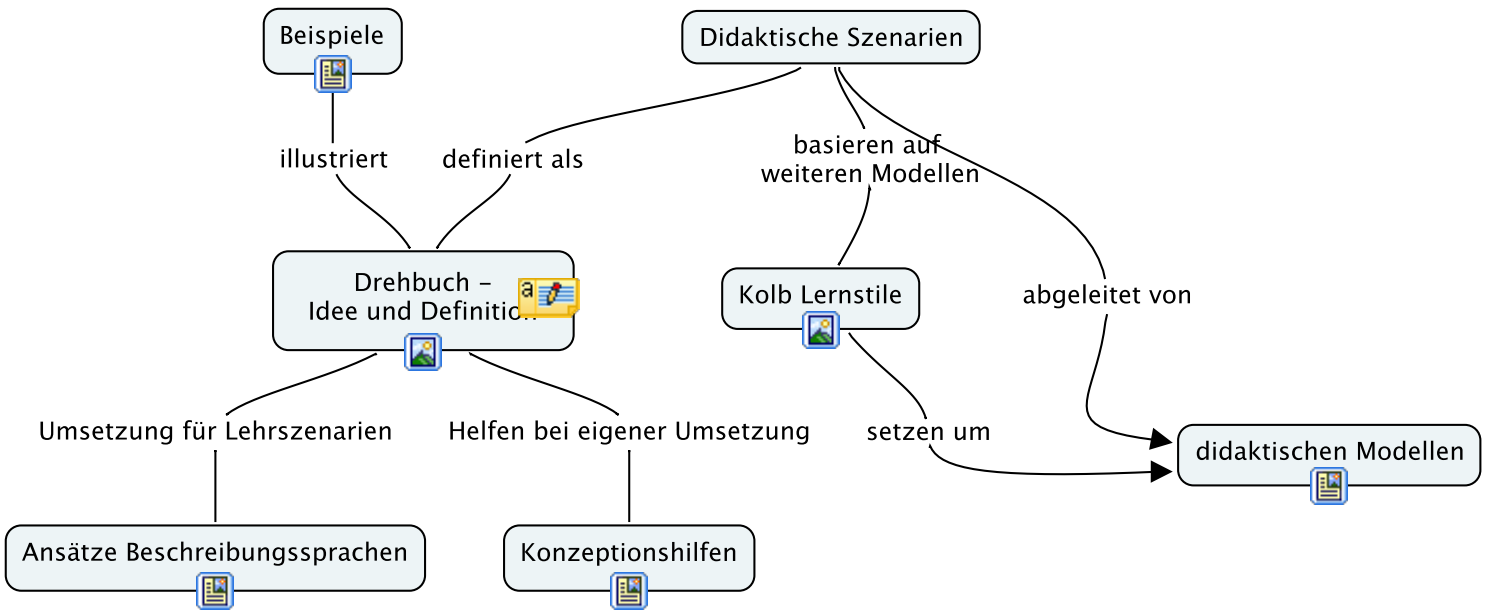 Beispiele
Didaktische Szenarien
illustriert
definiert als
basieren auf
weiteren Modellen
Drehbuch -
Idee und Definition
a
Kolb Lernstile
abgeleitet von
Umsetzung für Lehrszenarien
Helfen bei eigener Umsetzung
setzen um
didaktischen Modellen
Ansätze Beschreibungssprachen
Konzeptionshilfen